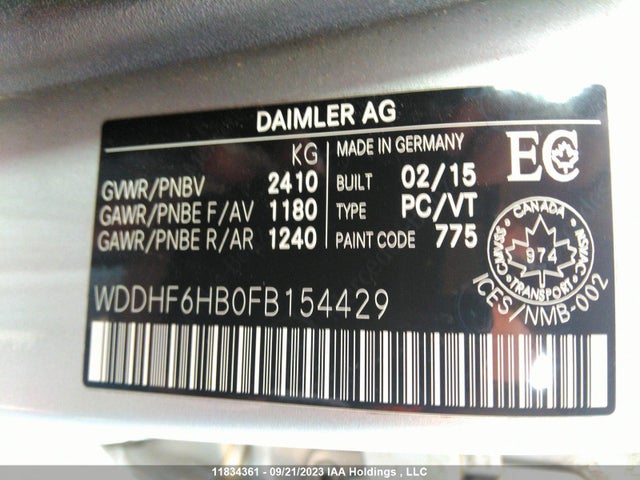 DAIMLER AG
KG
MADE IN GERMANY
EC
GVWR/PNBV 2410
BUILT 02/15
GAWR/PNBE F/AV 1180
TYPE PC/VT
GAWR/PNBE R/AR 1240
PAINT CODE 775
CANADA
CMVSS 974 NSVAC
TRANSPORT
ICES/NMB-002
WDDHF6HB0FB154429
11834361 - 09/21/2023 IAA Holdings , LLC